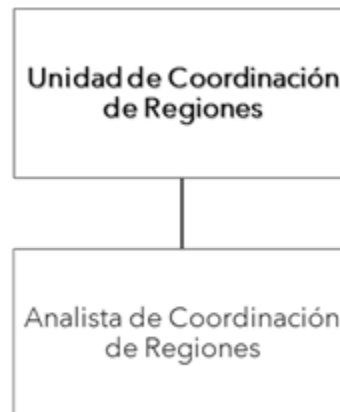 Unidad de Coordinación
de Regiones
Analista de Coordinación
de Regiones